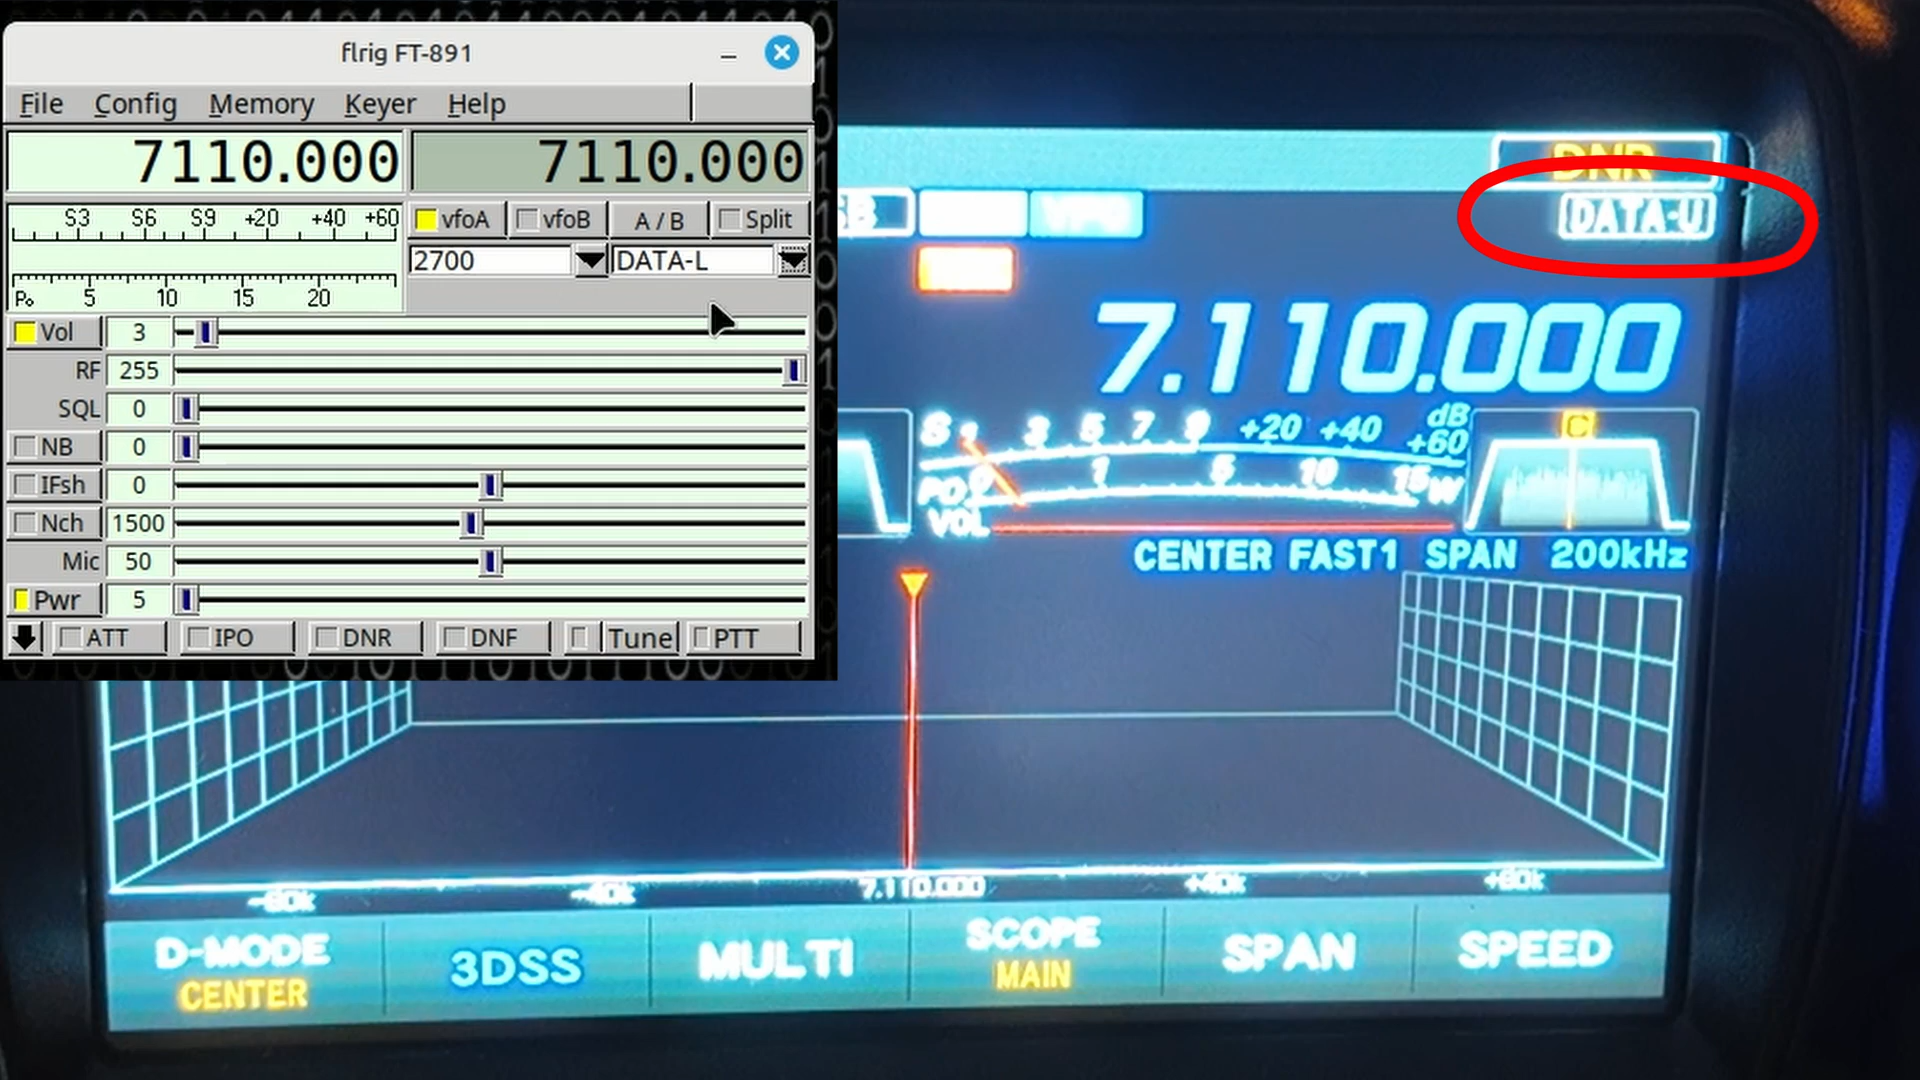 flrig FT-891
File Config Memory Keyer Help
7110.000 7110.000
S3 S6 S9 +20 +40 +60
vfoA vfoB A / B Split
2700 DATA-L
Po 5 10 15 20
Vol 3
RF 255
SQL 0
NB 0
IFsh 0
Nch 1500
Mic 50
Pwr 5
ATT IPO DNR DNF Tune PTT
DNR
DATA-U
7.110.000
S 1 3 5 7 9 +20 +40 +60 dB
PO 0 1 5 10 15 W
VOL
C
CENTER FAST1 SPAN 200kHz
-40k 7.110.000 +40k +80k
D-MODE 3DSS MULTI SCOPE SPAN SPEED
CENTER MAIN